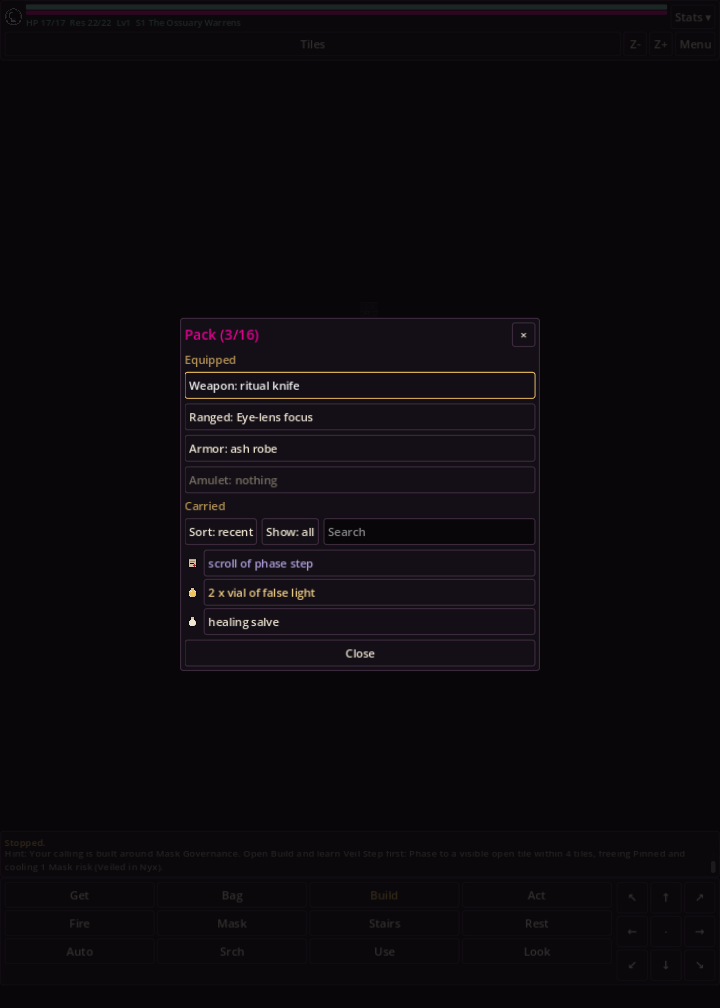 HP 17/17 Res 22/22 Lv1 S1 The Ossuary Warrens
Stats ▾
Tiles
Z-
Z+
Menu
Pack (3/16)
×
Equipped
Weapon: ritual knife
Ranged: Eye-lens focus
Armor: ash robe
Amulet: nothing
Carried
Sort: recent
Show: all
Search
scroll of phase step
2 x vial of false light
healing salve
Close
Stopped.
Hint: Your calling is built around Mask Governance. Open Build and learn Veil Step first: Phase to a visible open tile within 4 tiles, freeing Pinned and
cooling 1 Mask risk (Veiled in Nyx).
Get
Bag
Build
Act
↖
↑
↗
Fire
Mask
Stairs
Rest
←
·
→
Auto
Srch
Use
Look
↙
↓
↘